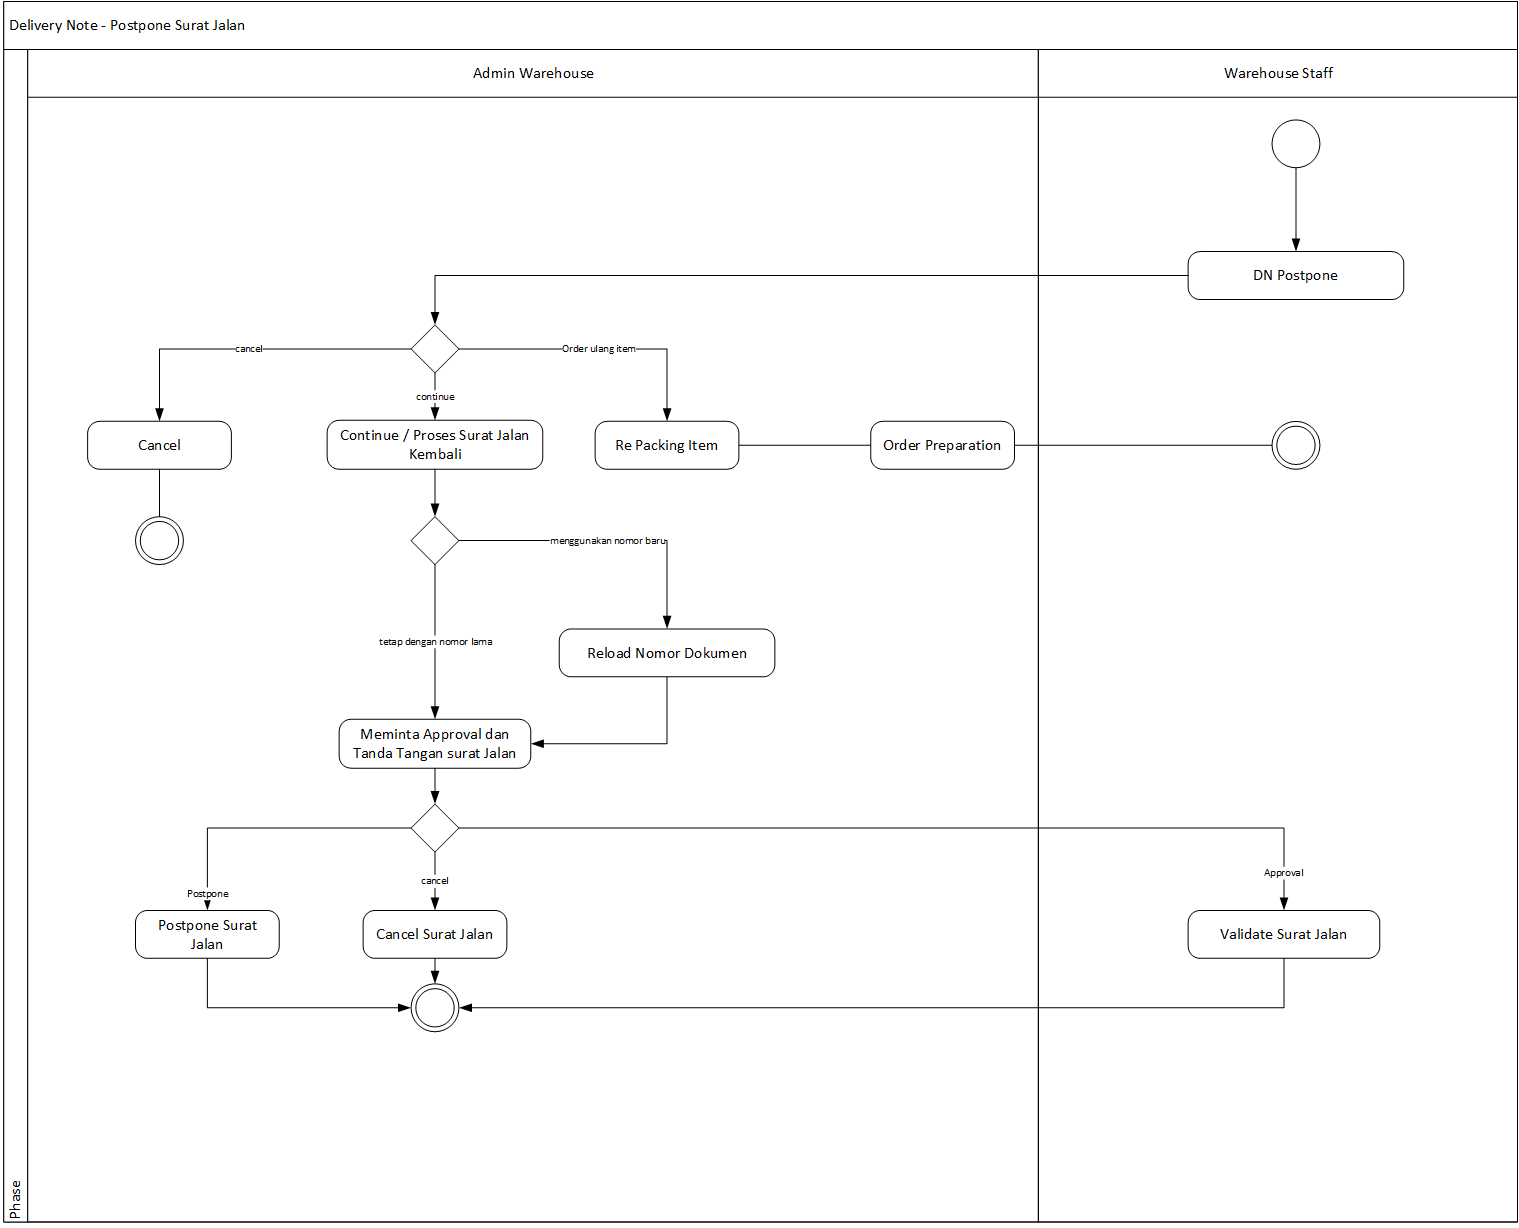 Delivery Note - Postpone Surat Jalan
Admin Warehouse
Warehouse Staff
DN Postpone
cancel
Order ulang item
continue
Cancel
Continue / Proses Surat Jalan
Kembali
Re Packing Item
Order Preparation
menggunakan nomor baru
tetap dengan nomor lama
Reload Nomor Dokumen
Meminta Approval dan
Tanda Tangan surat Jalan
Postpone
cancel
Approval
Postpone Surat
Jalan
Cancel Surat Jalan
Validate Surat Jalan
Phase